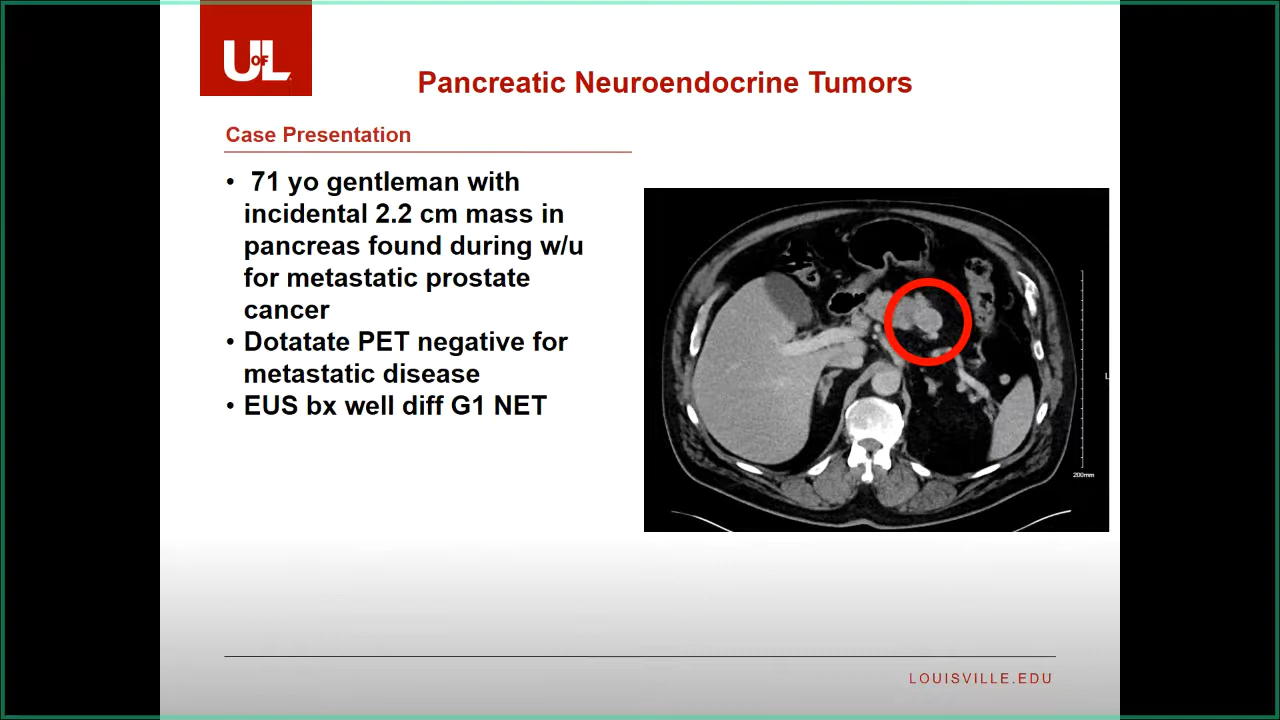 U OF L
Pancreatic Neuroendocrine Tumors
Case Presentation
• 71 yo gentleman with
incidental 2.2 cm mass in
pancreas found during w/u
for metastatic prostate
cancer
• Dotatate PET negative for
metastatic disease
• EUS bx well diff G1 NET
L
200mm
LOUISVILLE.EDU